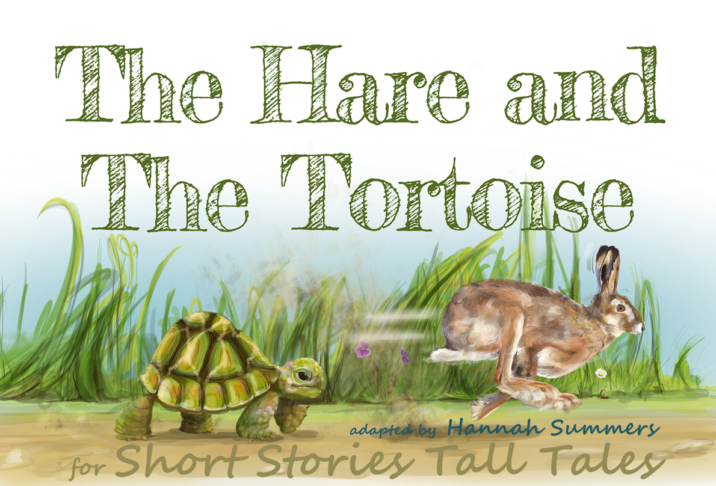 The Hare and
The Tortoise
adapted by Hannah Summers
for Short Stories Tall Tales